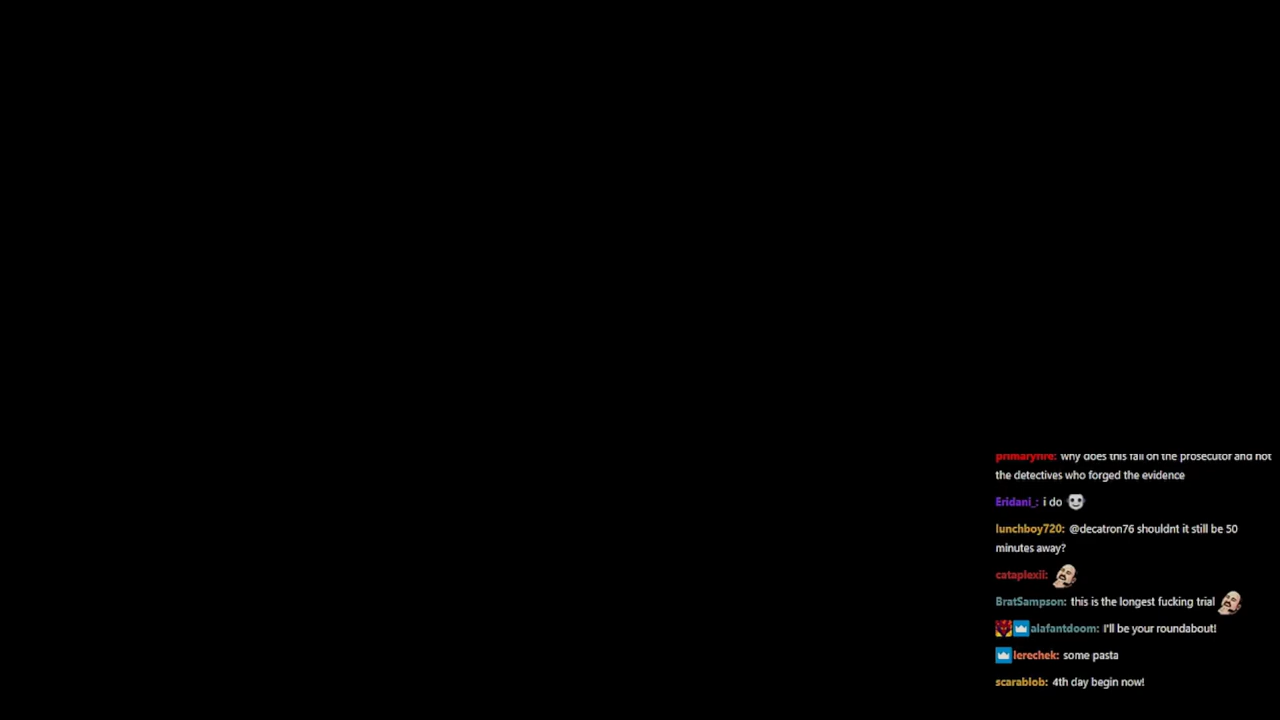 primaryfire: why does this fall on the prosecutor and not
the detectives who forged the evidence
Eridani_: i do
lunchboy720: @decatron76 shouldnt it still be 50
minutes away?
cataplexii:
BratSampson: this is the longest fucking trial
alafantdoom: I'll be your roundabout!
lerechek: some pasta
scarablob: 4th day begin now!